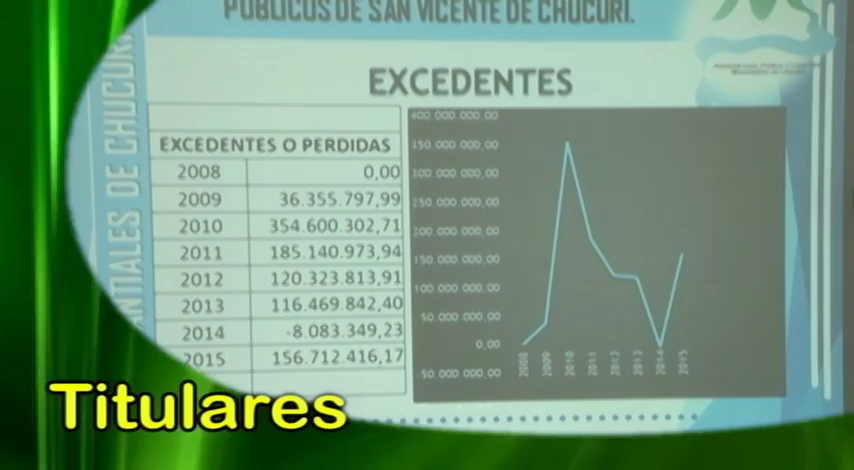 PUBLICOS DE SAN VICENTE DE CHUCURI.
ANTIALES DE CHUCURI
EXCEDENTES
EXCEDENTES O PERDIDAS
2008 0,00
2009 36.355.797,99
2010 354.600.302,71
2011 185.140.973,94
2012 120.323.813,91
2013 116.469.842,40
2014 -8.083.349,23
2015 156.712.416,17
400 000 000,00
350 000 000,00
300 000 000,00
250 000 000,00
200 000 000,00
150 000 000,00
100 000 000,00
50 000 000,00
0,00
50 000 000,00
2008 2009 2010 2011 2012 2013 2014 2015
Titulares